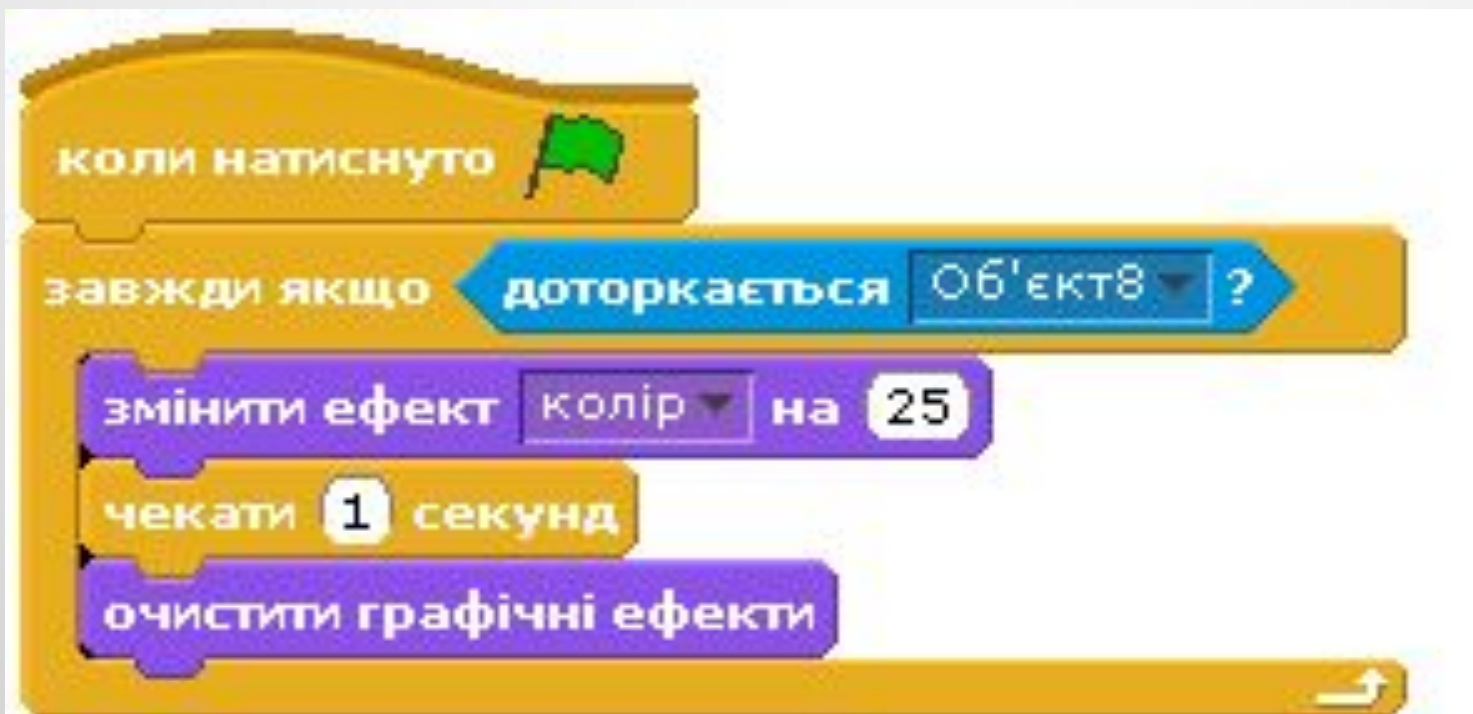 коли натиснуто
завжди якщо доторкається Об'єкт8 ?
змінити ефект колір на 25
чекати 1 секунд
очистити графічні ефекти